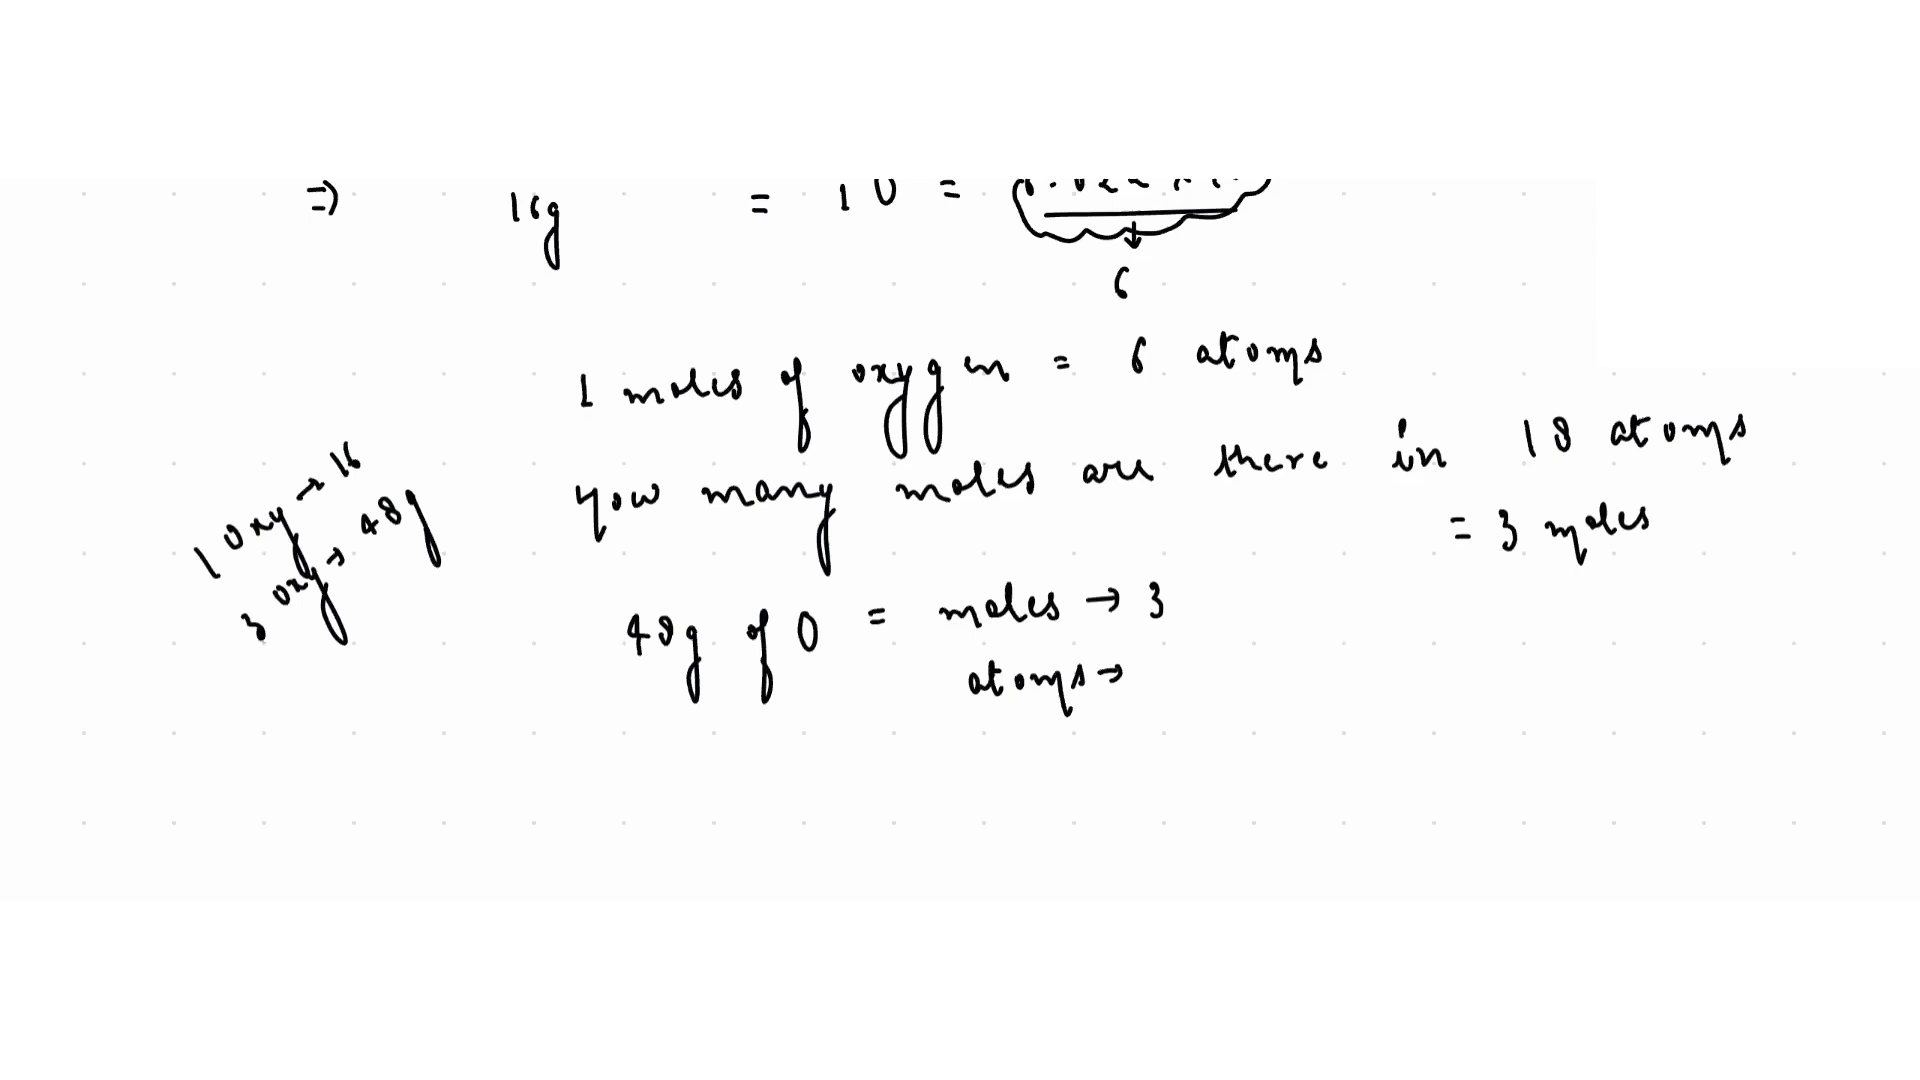 ⇒ 16g = 1 O =
↓
6
1 moles of oxygen = 6 atoms
How many moles are there in 18 atoms
= 3 moles
1 oxy → 16
3 oxy → 48g
48g of O = moles → 3
atoms →